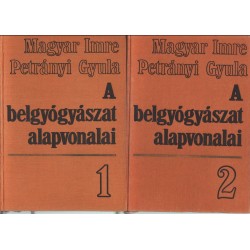 Magyar Imre
Petrányi Gyula
A
belgyógyászat
alapvonalai
1
Magyar Imre
Petrányi Gyula
A
belgyógyászat
alapvonalai
2